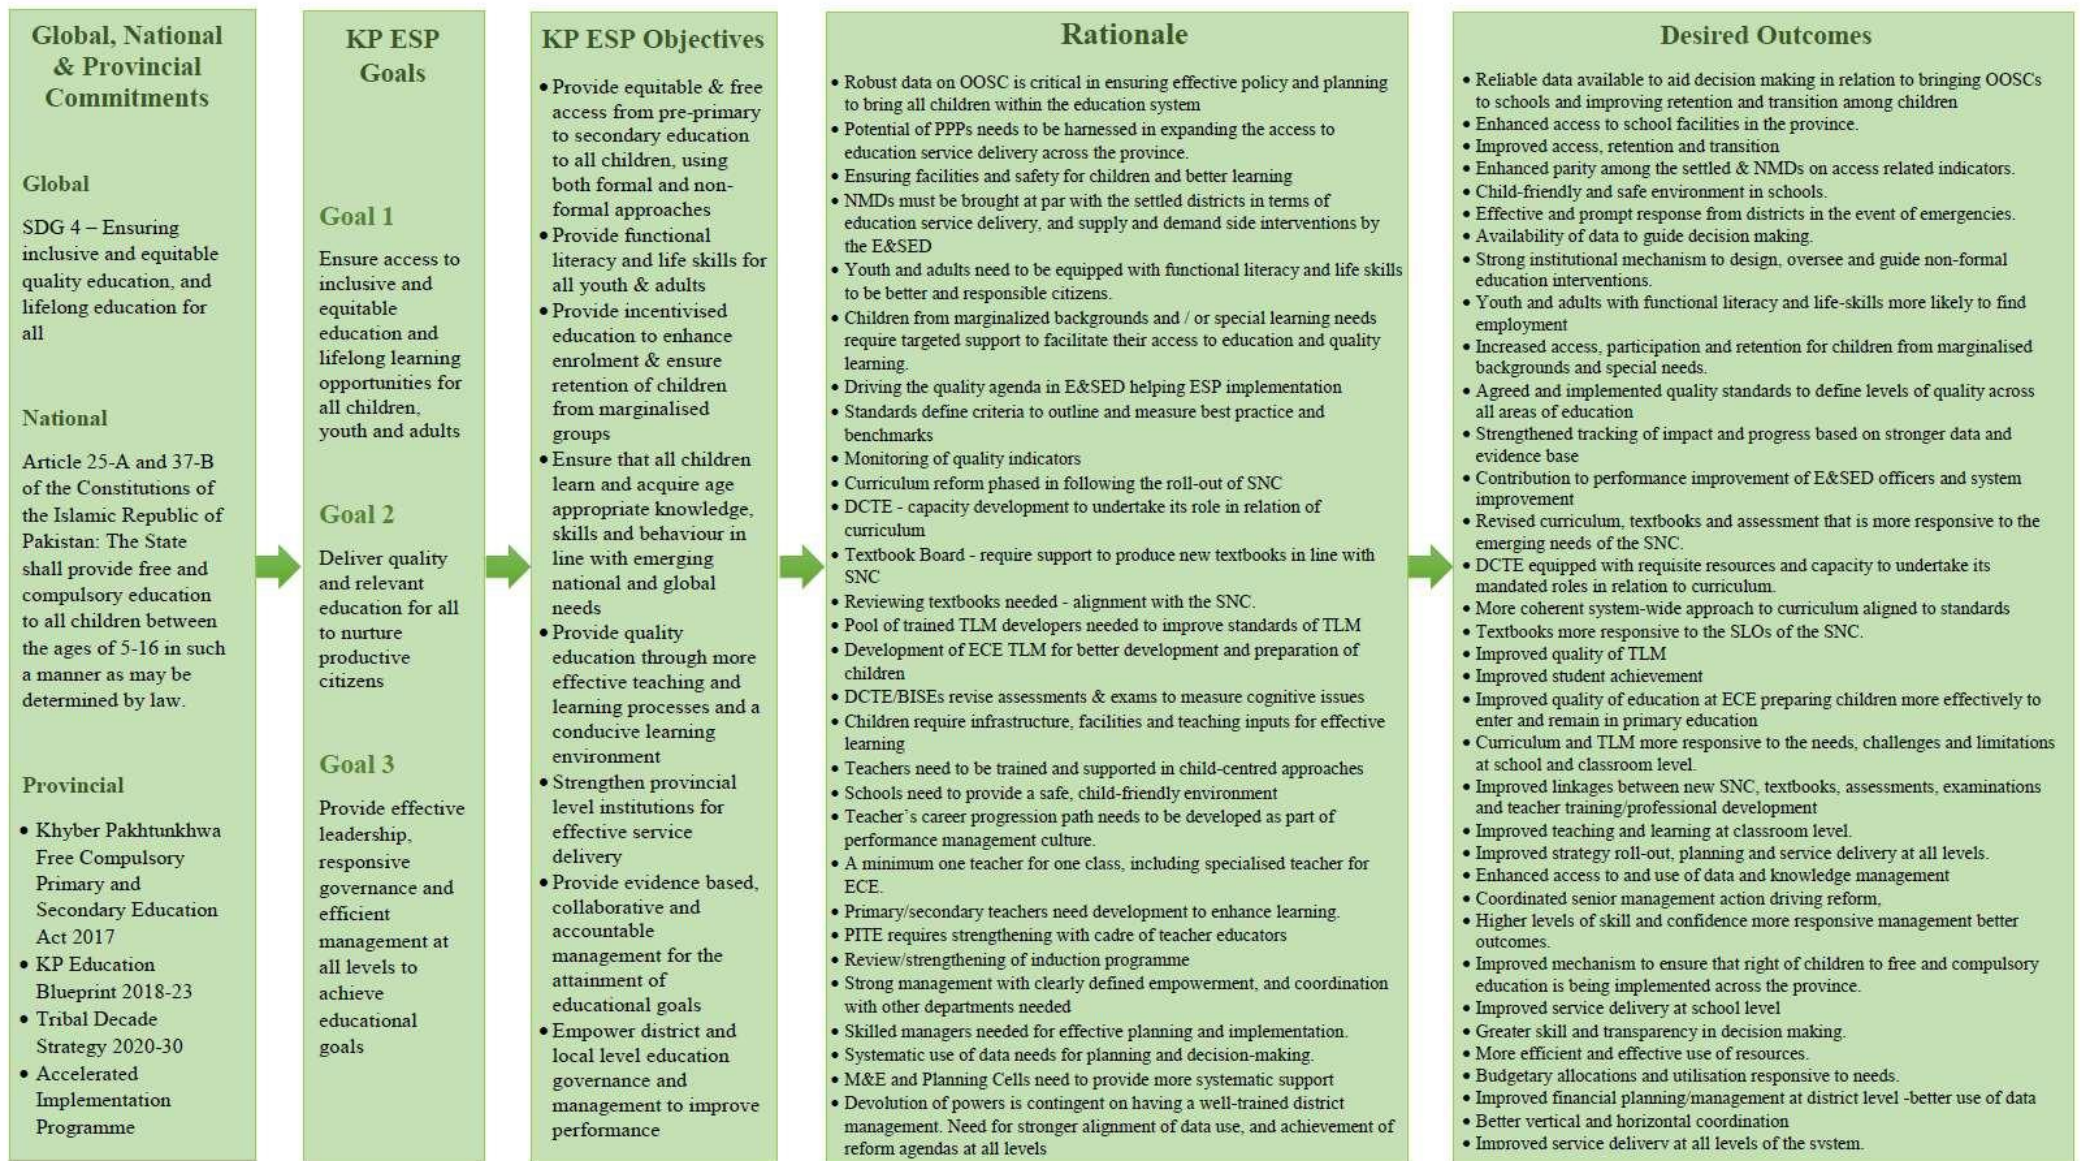 Global, National
& Provincial
Commitments
Global
SDG 4 – Ensuring
inclusive and equitable
quality education, and
lifelong education for
all
National
Article 25-A and 37-B
of the Constitutions of
the Islamic Republic of
Pakistan: The State
shall provide free and
compulsory education
to all children between
the ages of 5-16 in such
a manner as may be
determined by law.
Provincial
• Khyber Pakhtunkhwa
Free Compulsory
Primary and
Secondary Education
Act 2017
• KP Education
Blueprint 2018-23
• Tribal Decade
Strategy 2020-30
• Accelerated
Implementation
Programme
KP ESP
Goals
Goal 1
Ensure access to
inclusive and
equitable
education and
lifelong learning
opportunities for
all children,
youth and adults
Goal 2
Deliver quality
and relevant
education for all
to nurture
productive
citizens
Goal 3
Provide effective
leadership,
responsive
governance and
efficient
management at
all levels to
achieve
educational
goals
KP ESP Objectives
• Provide equitable & free
access from pre-primary
to secondary education
to all children, using
both formal and non-
formal approaches
• Provide functional
literacy and life skills for
all youth & adults
• Provide incentivised
education to enhance
enrolment & ensure
retention of children
from marginalised
groups
• Ensure that all children
learn and acquire age
appropriate knowledge,
skills and behaviour in
line with emerging
national and global
needs
• Provide quality
education through more
effective teaching and
learning processes and a
conducive learning
environment
• Strengthen provincial
level institutions for
effective service
delivery
• Provide evidence based,
collaborative and
accountable
management for the
attainment of
educational goals
• Empower district and
local level education
governance and
management to improve
performance
Rationale
• Robust data on OOSC is critical in ensuring effective policy and planning
to bring all children within the education system
• Potential of PPPs needs to be harnessed in expanding the access to
education service delivery across the province.
• Ensuring facilities and safety for children and better learning
• NMDs must be brought at par with the settled districts in terms of
education service delivery, and supply and demand side interventions by
the E&SED
• Youth and adults need to be equipped with functional literacy and life skills
to be better and responsible citizens.
• Children from marginalized backgrounds and / or special learning needs
require targeted support to facilitate their access to education and quality
learning.
• Driving the quality agenda in E&SED helping ESP implementation
• Standards define criteria to outline and measure best practice and
benchmarks
• Monitoring of quality indicators
• Curriculum reform phased in following the roll-out of SNC
• DCTE - capacity development to undertake its role in relation of
curriculum
• Textbook Board - require support to produce new textbooks in line with
SNC
• Reviewing textbooks needed - alignment with the SNC.
• Pool of trained TLM developers needed to improve standards of TLM
• Development of ECE TLM for better development and preparation of
children
• DCTE/BISEs revise assessments & exams to measure cognitive issues
• Children require infrastructure, facilities and teaching inputs for effective
learning
• Teachers need to be trained and supported in child-centred approaches
• Schools need to provide a safe, child-friendly environment
• Teacher's career progression path needs to be developed as part of
performance management culture.
• A minimum one teacher for one class, including specialised teacher for
ECE.
• Primary/secondary teachers need development to enhance learning.
• PITE requires strengthening with cadre of teacher educators
• Review/strengthening of induction programme
• Strong management with clearly defined empowerment, and coordination
with other departments needed
• Skilled managers needed for effective planning and implementation.
• Systematic use of data needs for planning and decision-making.
• M&E and Planning Cells need to provide more systematic support
• Devolution of powers is contingent on having a well-trained district
management. Need for stronger alignment of data use, and achievement of
reform agendas at all levels
Desired Outcomes
• Reliable data available to aid decision making in relation to bringing OOSCs
to schools and improving retention and transition among children
• Enhanced access to school facilities in the province.
• Improved access, retention and transition
• Enhanced parity among the settled & NMDs on access related indicators.
• Child-friendly and safe environment in schools.
• Effective and prompt response from districts in the event of emergencies.
• Availability of data to guide decision making.
• Strong institutional mechanism to design, oversee and guide non-formal
education interventions.
• Youth and adults with functional literacy and life-skills more likely to find
employment
• Increased access, participation and retention for children from marginalised
backgrounds and special needs.
• Agreed and implemented quality standards to define levels of quality across
all areas of education
• Strengthened tracking of impact and progress based on stronger data and
evidence base
• Contribution to performance improvement of E&SED officers and system
improvement
• Revised curriculum, textbooks and assessment that is more responsive to the
emerging needs of the SNC.
• DCTE equipped with requisite resources and capacity to undertake its
mandated roles in relation to curriculum.
• More coherent system-wide approach to curriculum aligned to standards
• Textbooks more responsive to the SLOs of the SNC.
• Improved quality of TLM
• Improved student achievement
• Improved quality of education at ECE preparing children more effectively to
enter and remain in primary education
• Curriculum and TLM more responsive to the needs, challenges and limitations
at school and classroom level.
• Improved linkages between new SNC, textbooks, assessments, examinations
and teacher training/professional development
• Improved teaching and learning at classroom level.
• Improved strategy roll-out, planning and service delivery at all levels.
• Enhanced access to and use of data and knowledge management
• Coordinated senior management action driving reform,
• Higher levels of skill and confidence more responsive management better
outcomes.
• Improved mechanism to ensure that right of children to free and compulsory
education is being implemented across the province.
• Improved service delivery at school level
• Greater skill and transparency in decision making.
• More efficient and effective use of resources.
• Budgetary allocations and utilisation responsive to needs.
• Improved financial planning/management at district level -better use of data
• Better vertical and horizontal coordination
• Improved service delivery at all levels of the system.